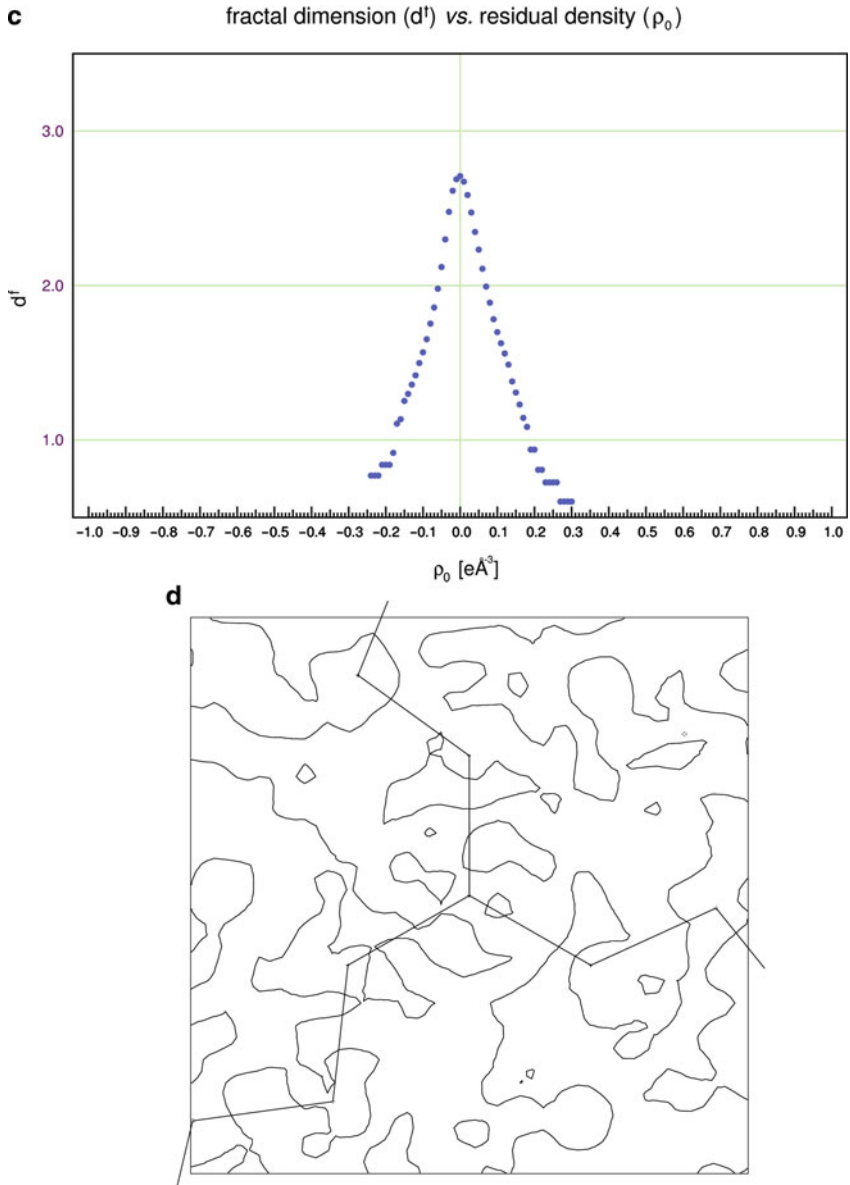 c fractal dimension (dᶠ) vs. residual density (ρ₀)
3.0
2.0
1.0
dᶠ
−1.0 −0.9 −0.8 −0.7 −0.6 −0.5 −0.4 −0.3 −0.2 −0.1 0.0 0.1 0.2 0.3 0.4 0.5 0.6 0.7 0.8 0.9 1.0
ρ₀ [eÅ⁻³]
d